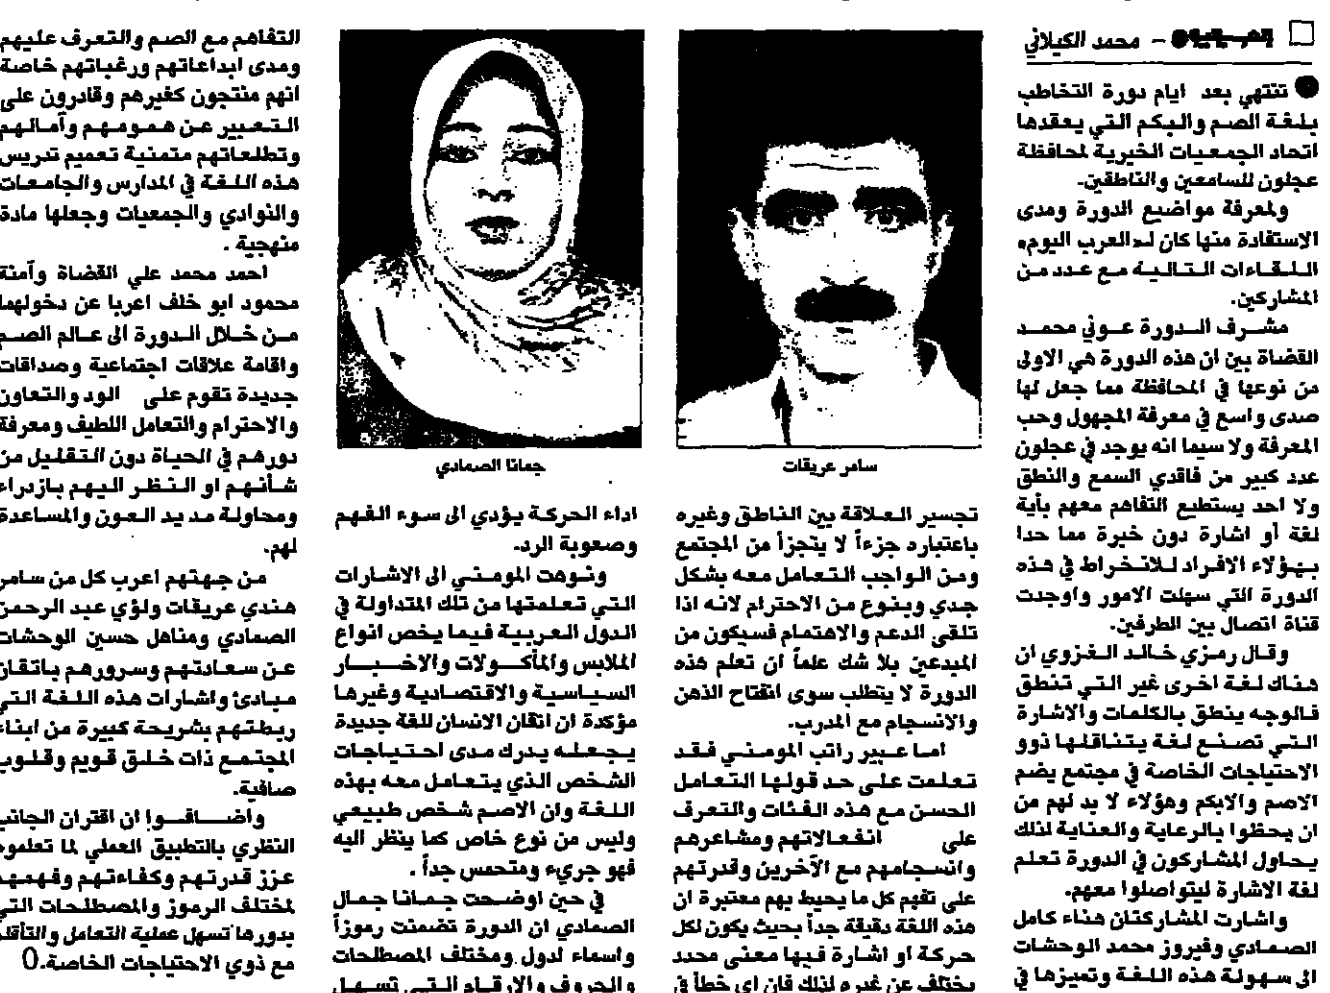 العرب اليوم - محمد الكيلاني
تنتهي بعد ايام دورة التخاطب
بلغة الصم والبكم التي يعقدها
اتحاد الجمعيات الخيرية لمحافظة
عجلون للسامعين والناطقين.
ولمعرفة مواضيع الدورة ومدى
الاستفادة منها كان لـ«العرب اليوم»
اللقاءات التالية مع عدد من
المشاركين.
مشرف الدورة عوني محمد
القضاة بين ان هذه الدورة هي الاولى
من نوعها في المحافظة مما جعل لها
صدى واسع في معرفة المجهول وحب
المعرفة ولا سيما انه يوجد في عجلون
عدد كبير من فاقدي السمع والنطق
ولا احد يستطيع التفاهم معهم بأية
لغة أو اشارة دون خبرة مما حدا
بهؤلاء الافراد للانخراط في هذه
الدورة التي سهلت الامور واوجدت
قناة اتصال بين الطرفين.
وقال رمزي خالد الغزوي ان
هناك لغة اخرى غير التي تنطق
فالوجه ينطق بالكلمات والاشارة
التي تصنع لغة يتناقلها ذوو
الاحتياجات الخاصة في مجتمع يضم
الاصم والابكم وهؤلاء لا بد لهم من
ان يحظوا بالرعاية والعناية لذلك
يحاول المشاركون في الدورة تعلم
لغة الاشارة ليتواصلوا معهم.
واشارت المشاركتان هناء كامل
الصمادي وفيروز محمد الوحشات
الى سهولة هذه اللغة وتميزها في
سامر عريقات
تجسير العلاقة بين الناطق وغيره
باعتباره جزءاً لا يتجزأ من المجتمع
ومن الواجب التعامل معه بشكل
جدي وبنوع من الاحترام لانه اذا
تلقى الدعم والاهتمام فسيكون من
المبدعين بلا شك علماً ان تعلم هذه
الدورة لا يتطلب سوى انفتاح الذهن
والانسجام مع المدرب.
اما عبير راتب المومني فقد
تعلمت على حد قولها التعامل
الحسن مع هذه الفئات والتعرف
على انفعالاتهم ومشاعرهم
وانسجامهم مع الآخرين وقدرتهم
على تفهم كل ما يحيط بهم معتبرة ان
هذه اللغة دقيقة جداً بحيث يكون لكل
حركة او اشارة فيها معنى محدد
يختلف عن غيره لذلك فان اي خطأ في
جمانا الصمادي
اداء الحركة يؤدي الى سوء الفهم
وصعوبة الرد.
ونوهت المومني الى الاشارات
التي تعلمتها من تلك المتداولة في
الدول العربية فيما يخص انواع
الملابس والمأكولات والاخبار
السياسية والاقتصادية وغيرها
مؤكدة ان اتقان الانسان للغة جديدة
يجعله يدرك مدى احتياجات
الشخص الذي يتعامل معه بهذه
اللغة وان الاصم شخص طبيعي
وليس من نوع خاص كما ينظر اليه
فهو جريء ومتحمس جداً .
في حين اوضحت جمانا جمال
الصمادي ان الدورة تضمنت رموزاً
واسماء لدول ومختلف المصطلحات
والحروف والارقام التي تسهل
التفاهم مع الصم والتعرف عليهم
ومدى ابداعاتهم ورغباتهم خاصة
انهم منتجون كغيرهم وقادرون على
التعبير عن همومهم وآمالهم
وتطلعاتهم متمنية تعميم تدريس
هذه اللغة في المدارس والجامعات
والنوادي والجمعيات وجعلها مادة
منهجية .
احمد محمد علي القضاة وآمنة
محمود ابو خلف اعربا عن دخولهما
من خلال الدورة الى عالم الصم
واقامة علاقات اجتماعية وصداقات
جديدة تقوم على الود والتعاون
والاحترام والتعامل اللطيف ومعرفة
دورهم في الحياة دون التقليل من
شأنهم او النظر اليهم بازدراء
ومحاولة مد يد العون والمساعدة
لهم.
من جهتهم اعرب كل من سامر
هندي عريقات ولؤي عبد الرحمن
الصمادي ومناهل حسين الوحشات
عن سعادتهم وسرورهم باتقان
مبادئ واشارات هذه اللغة التي
ربطتهم بشريحة كبيرة من ابناء
المجتمع ذات خلق قويم وقلوب
صافية.
واضافوا ان اقتران الجانب
النظري بالتطبيق العملي لما تعلموه
عزز قدرتهم وكفاءتهم وفهمهم
لمختلف الرموز والمصطلحات التي
بدورها تسهل عملية التعامل والتأقلم
مع ذوي الاحتياجات الخاصة.